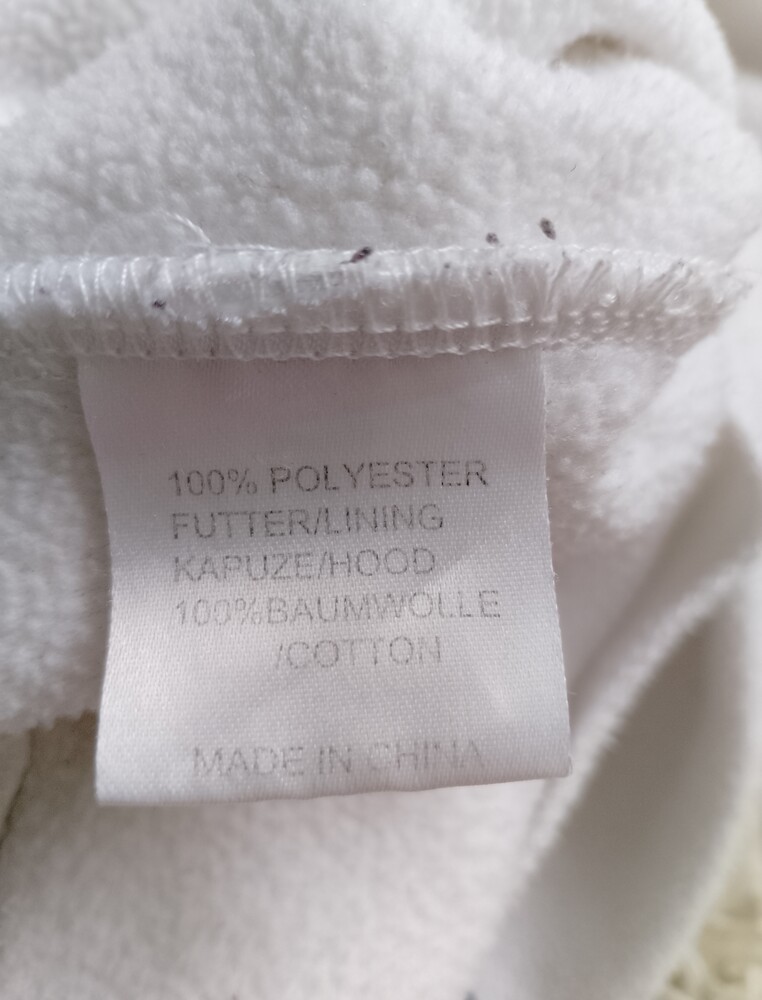 100% POLYESTER
FUTTER/LINING
KAPUZE/HOOD
100%BAUMWOLLE
/COTTON
MADE IN CHINA